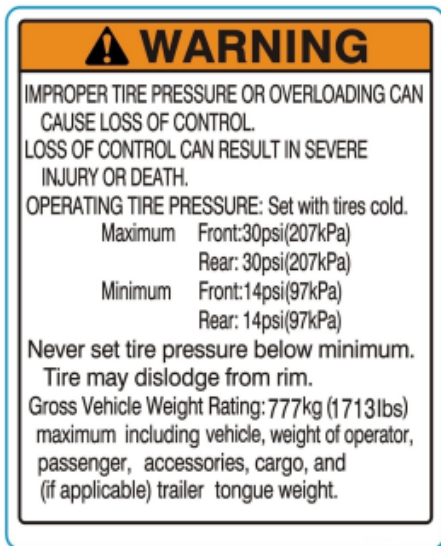 WARNING
IMPROPER TIRE PRESSURE OR OVERLOADING CAN
CAUSE LOSS OF CONTROL.
LOSS OF CONTROL CAN RESULT IN SEVERE
INJURY OR DEATH.
OPERATING TIRE PRESSURE: Set with tires cold.
Maximum Front:30psi(207kPa)
Rear: 30psi(207kPa)
Minimum Front:14psi(97kPa)
Rear: 14psi(97kPa)
Never set tire pressure below minimum.
Tire may dislodge from rim.
Gross Vehicle Weight Rating:777kg (1713lbs)
maximum including vehicle, weight of operator,
passenger, accessories, cargo, and
(if applicable) trailer tongue weight.